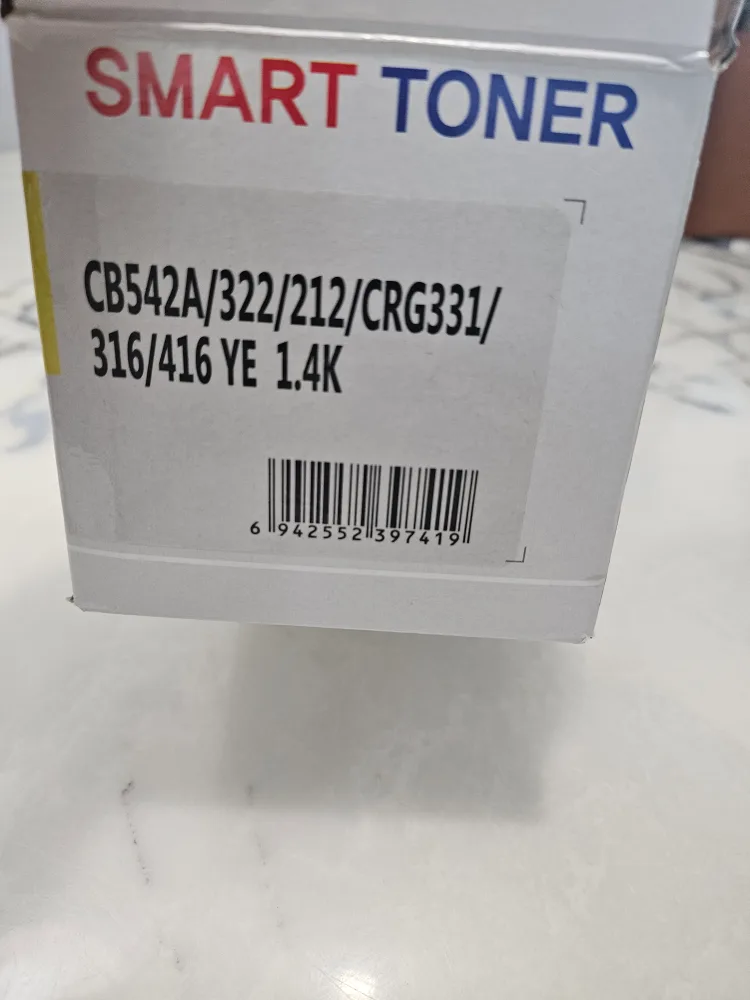 SMART TONER
CB542A/322/212/CRG331/
316/416 YE 1.4K
6 942552 397419